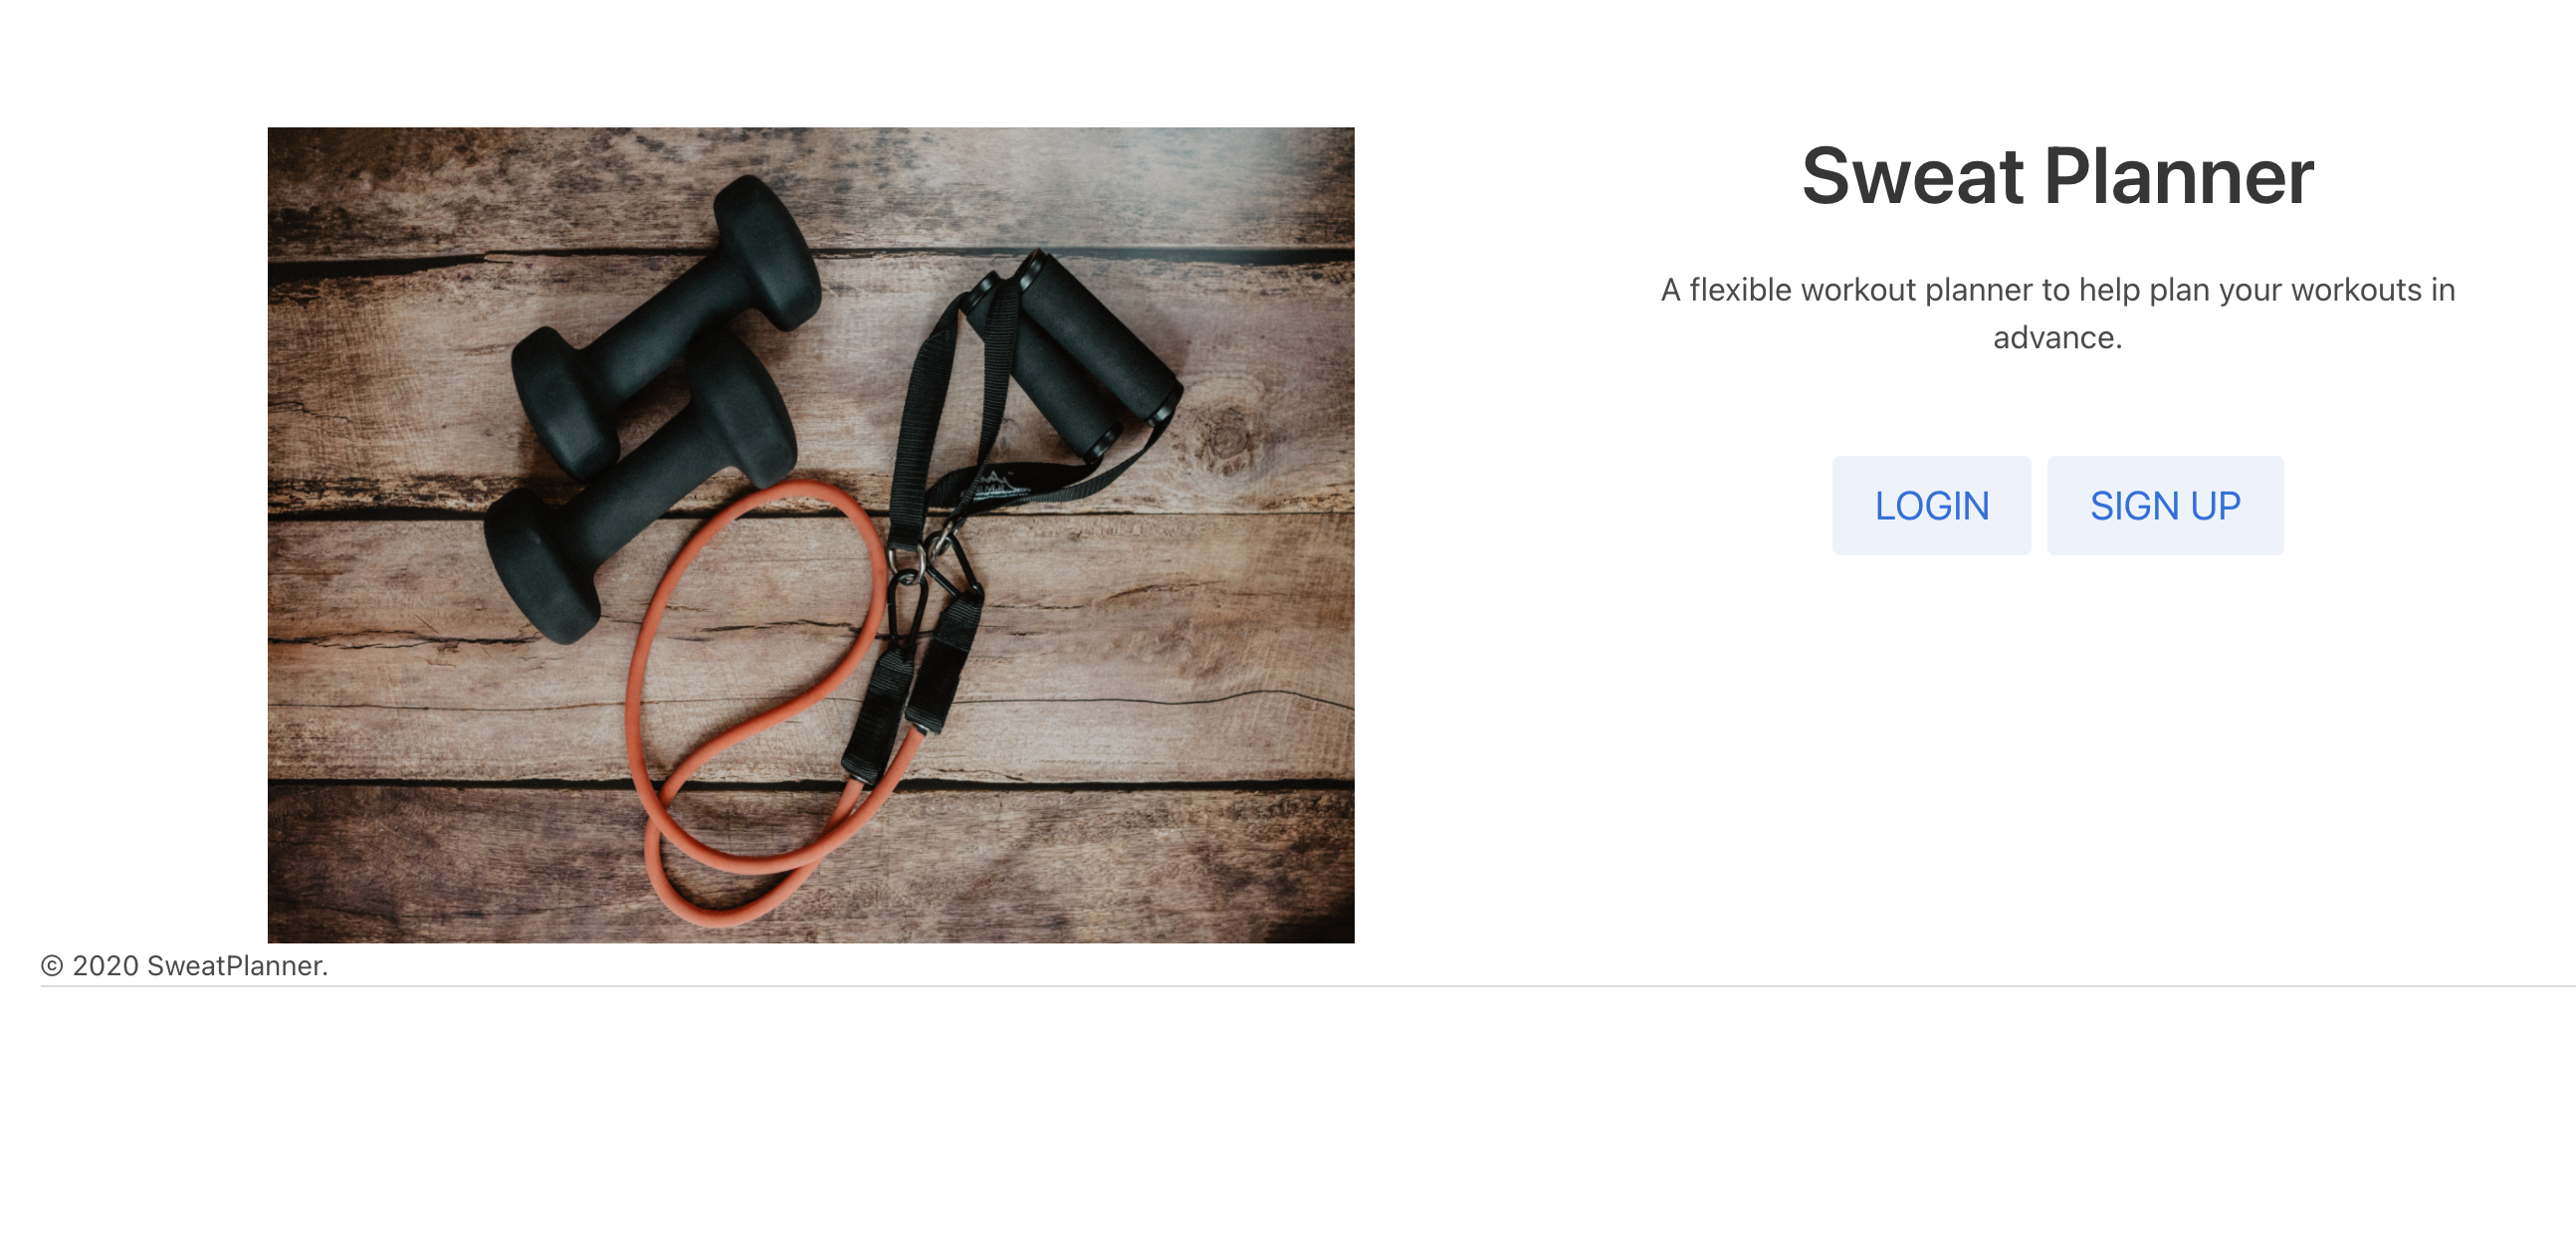 Sweat Planner
A flexible workout planner to help plan your workouts in
advance.
LOGIN SIGN UP
© 2020 SweatPlanner.